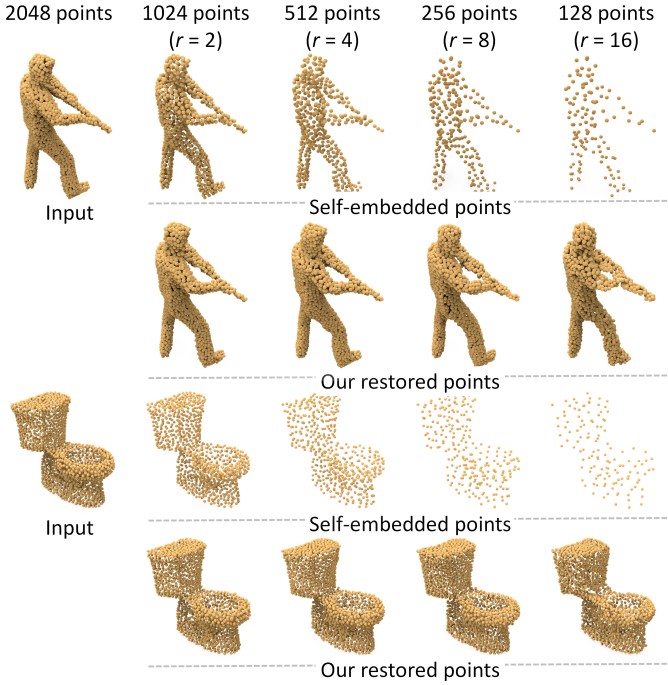 2048 points 1024 points 512 points 256 points 128 points
(r = 2) (r = 4) (r = 8) (r = 16)
Input Self-embedded points
Our restored points
Input Self-embedded points
Our restored points